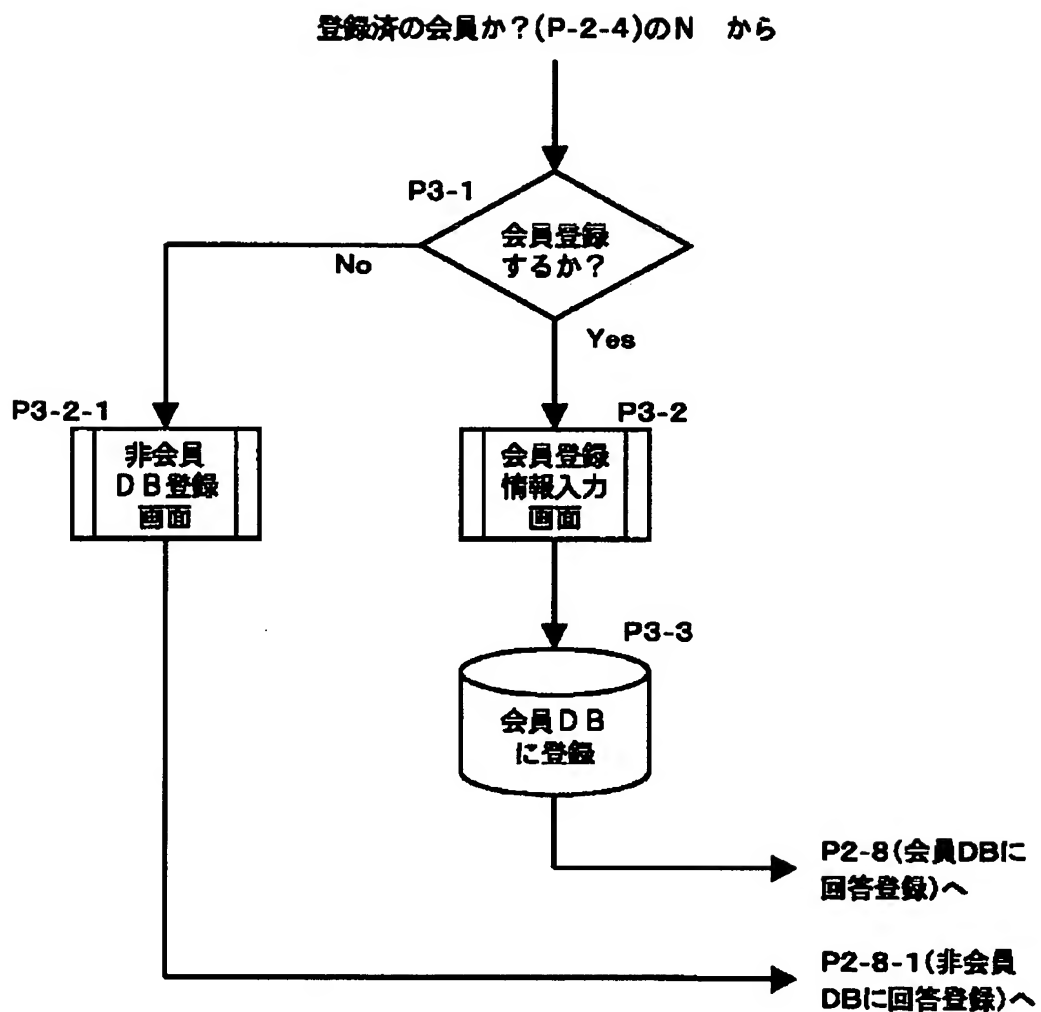 登録済の会員か?(P-2-4)のN から
P3-1
会員登録
するか?
No
Yes
P3-2-1
P3-2
非会員
DB登録
画面
会員登録
情報入力
画面
P3-3
会員DB
に登録
P2-8(会員DBに
回答登録)へ
P2-8-1(非会員
DBに回答登録)へ